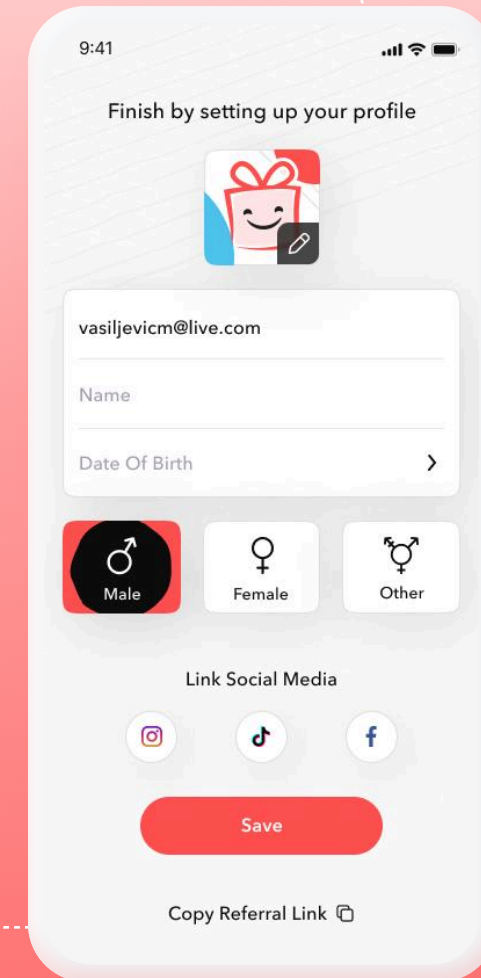 9:41
Finish by setting up your profile
vasiljevicm@live.com
Name
Date Of Birth
Male Female Other
Link Social Media
Save
Copy Referral Link